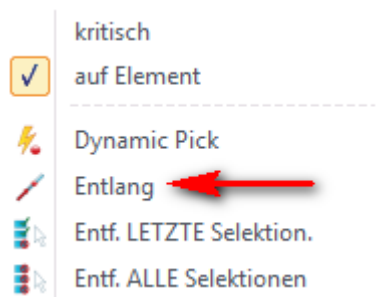 kritisch
auf Element
Dynamic Pick
Entlang
Entf. LETZTE Selektion.
Entf. ALLE Selektionen